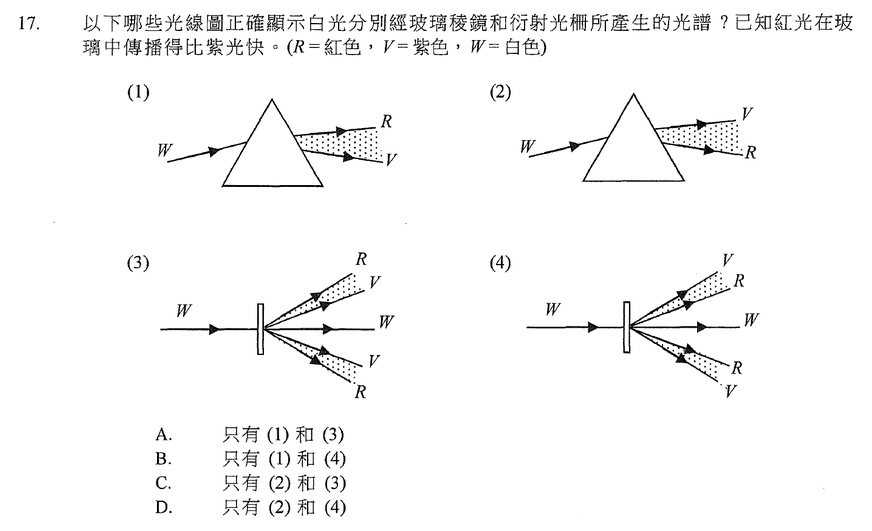 17. 以下哪些光線圖正確顯示白光分別經玻璃稜鏡和衍射光柵所產生的光譜？已知紅光在玻
璃中傳播得比紫光快。(R = 紅色，V = 紫色，W = 白色)
(1)
W
R
V
(2)
W
V
R
(3)
W
R
V
W
V
R
(4)
W
V
R
W
R
V
A. 只有 (1) 和 (3)
B. 只有 (1) 和 (4)
C. 只有 (2) 和 (3)
D. 只有 (2) 和 (4)